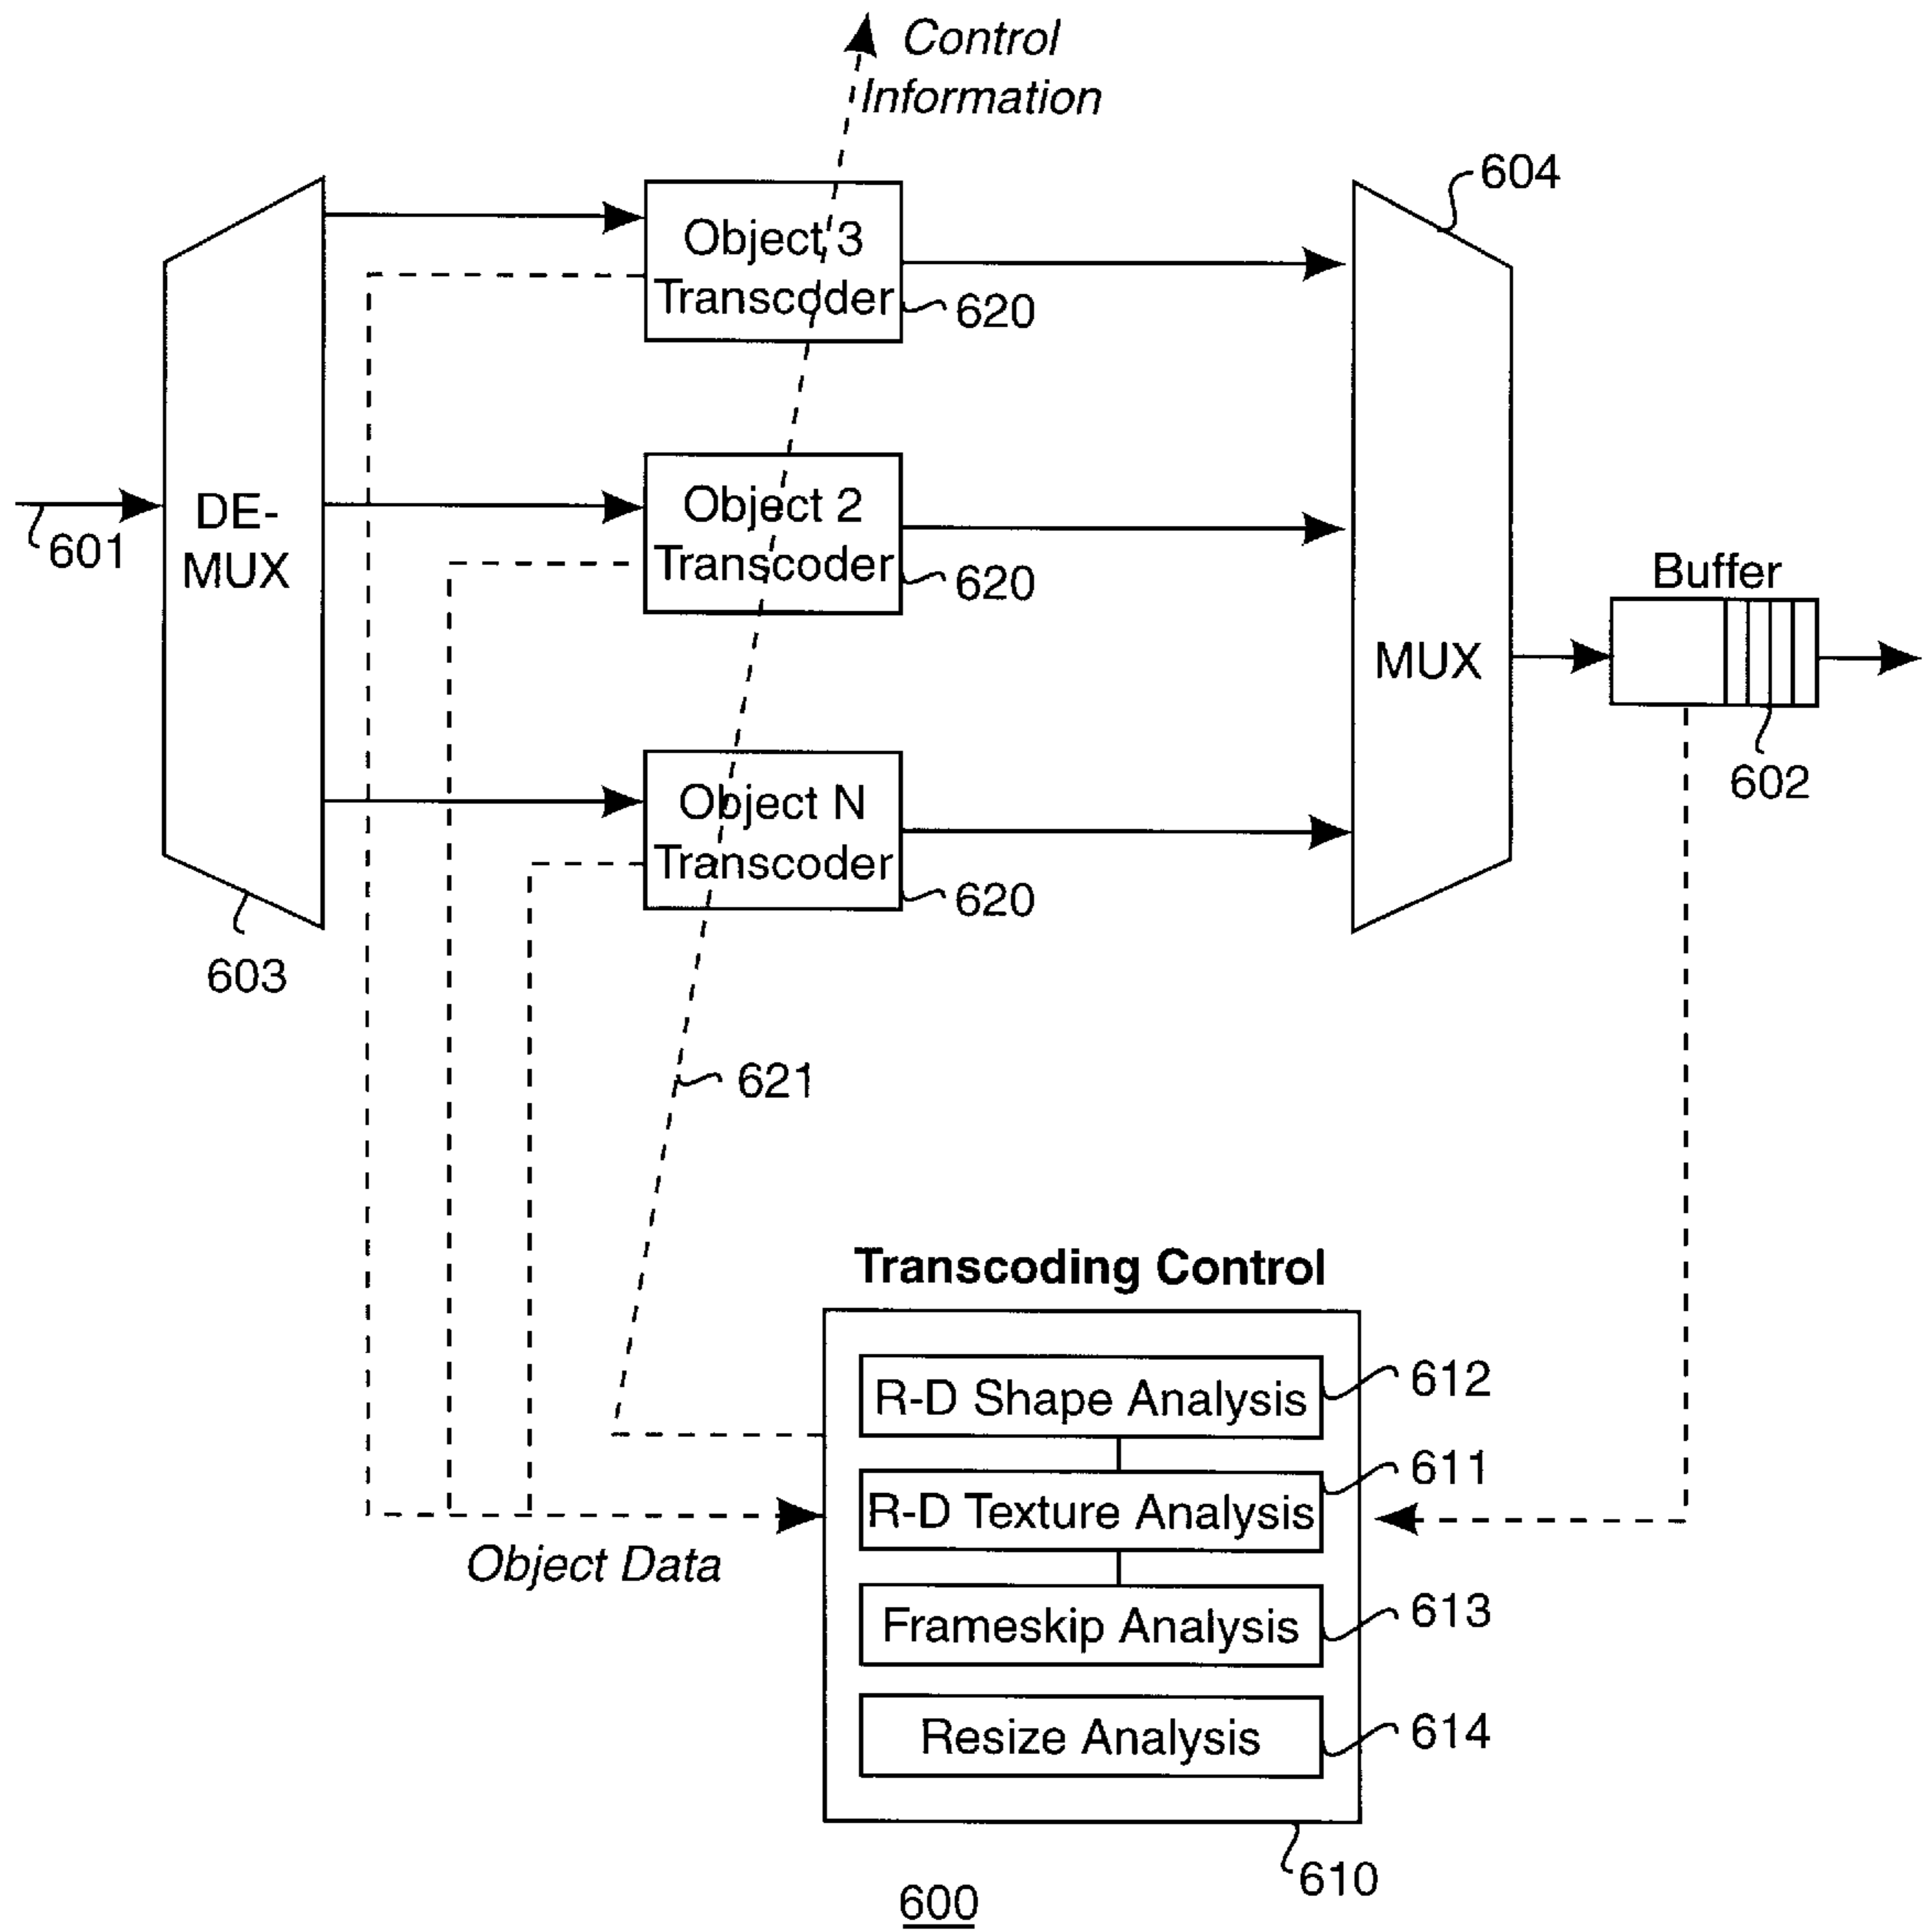 Control
Information
604
Object 3
Transcoder
620
DE-
MUX
601
Object 2
Transcoder
620
Buffer
MUX
602
Object N
Transcoder
620
603
621
Transcoding Control
R-D Shape Analysis
612
R-D Texture Analysis
611
Object Data
Frameskip Analysis
613
Resize Analysis
614
610
600